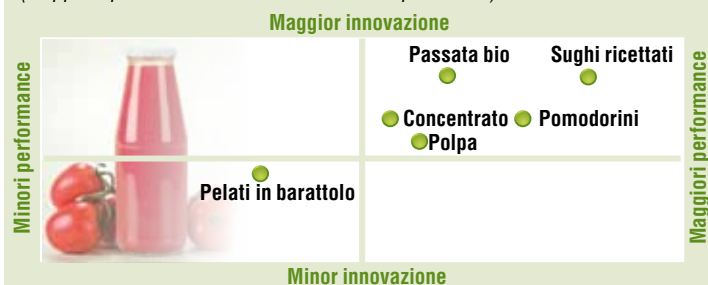 Maggior innovazione
Minori performance
Passata bio
Sughi ricettati
Concentrato
Pomodorini
Polpa
Pelati in barattolo
Maggiori performance
Minor innovazione